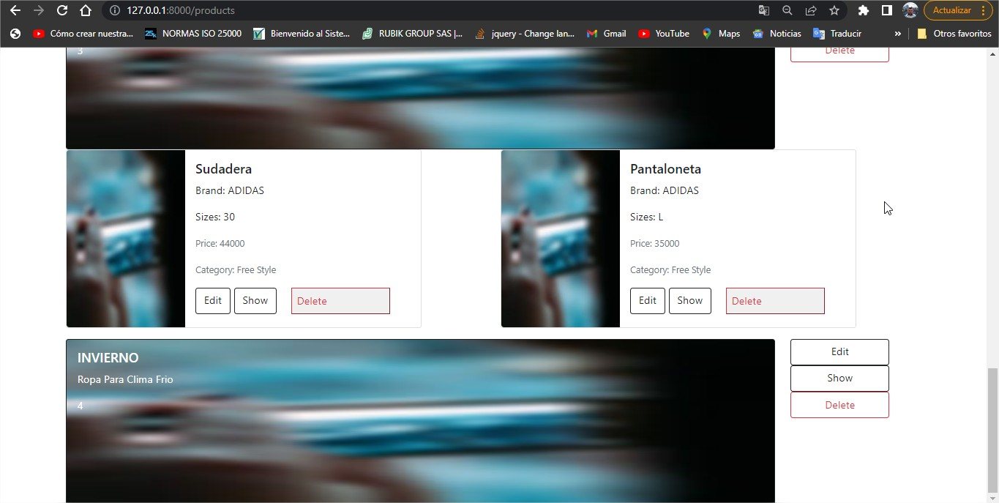 127.0.0.1:8000/products
Actualizar
Cómo crear nuestra...
NORMAS ISO 25000
Bienvenido al Siste...
RUBIK GROUP SAS |...
jquery - Change lan...
Gmail
YouTube
Maps
Noticias
Traducir
»
Otros favoritos
3
Delete
Sudadera
Brand: ADIDAS
Sizes: 30
Price: 44000
Category: Free Style
Edit
Show
Delete
Pantaloneta
Brand: ADIDAS
Sizes: L
Price: 35000
Category: Free Style
Edit
Show
Delete
INVIERNO
Ropa Para Clima Frio
4
Edit
Show
Delete